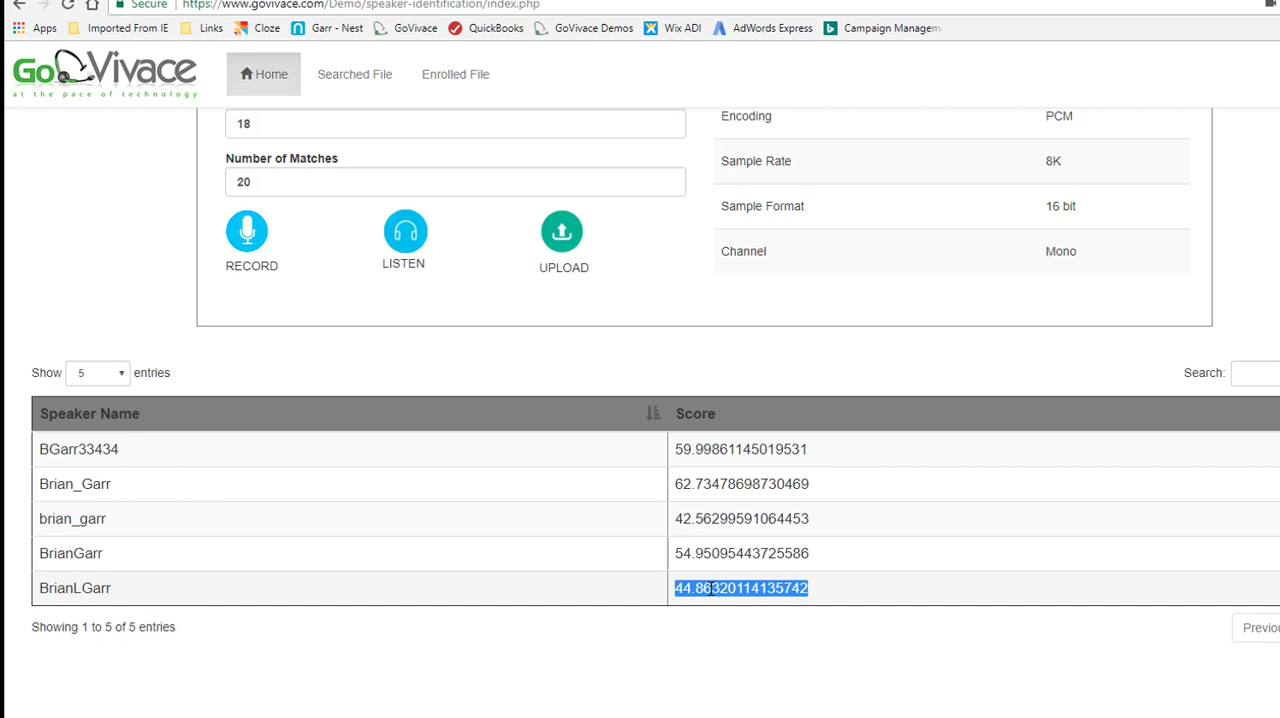 Secure https://www.govivace.com/Demo/speaker-identification/index.php
Apps Imported From IE Links Cloze Garr - Nest GoVivace QuickBooks GoVivace Demos Wix ADI AdWords Express Campaign Managem
GoVivace Home Searched File Enrolled File
at the pace of technology
18
Encoding PCM
Number of Matches
Sample Rate 8K
20
Sample Format 16 bit
Channel Mono
RECORD LISTEN UPLOAD
Show 5 entries Search:
Speaker Name Score
BGarr33434 59.99861145019531
Brian_Garr 62.73478698730469
brian_garr 42.56299591064453
BrianGarr 54.95095443725586
BrianLGarr 44.86320114135742
Showing 1 to 5 of 5 entries Previou